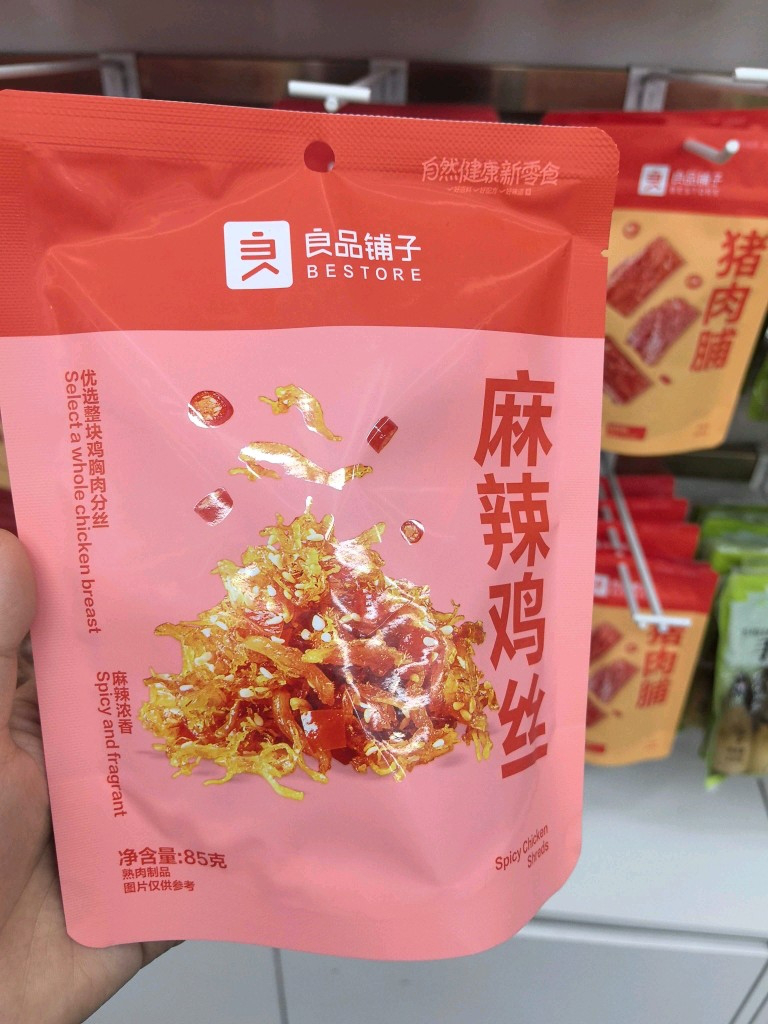 自然健康新零食
良品铺子
BESTORE
优选整块鸡胸肉分丝
Select a whole chicken breast
麻辣鸡丝
麻辣浓香
Spicy and fragrant
Spicy Chicken
Shreds
净含量:85克
熟肉制品
图片仅供参考
良品铺子
BESTORE
猪肉脯
猪肉脯